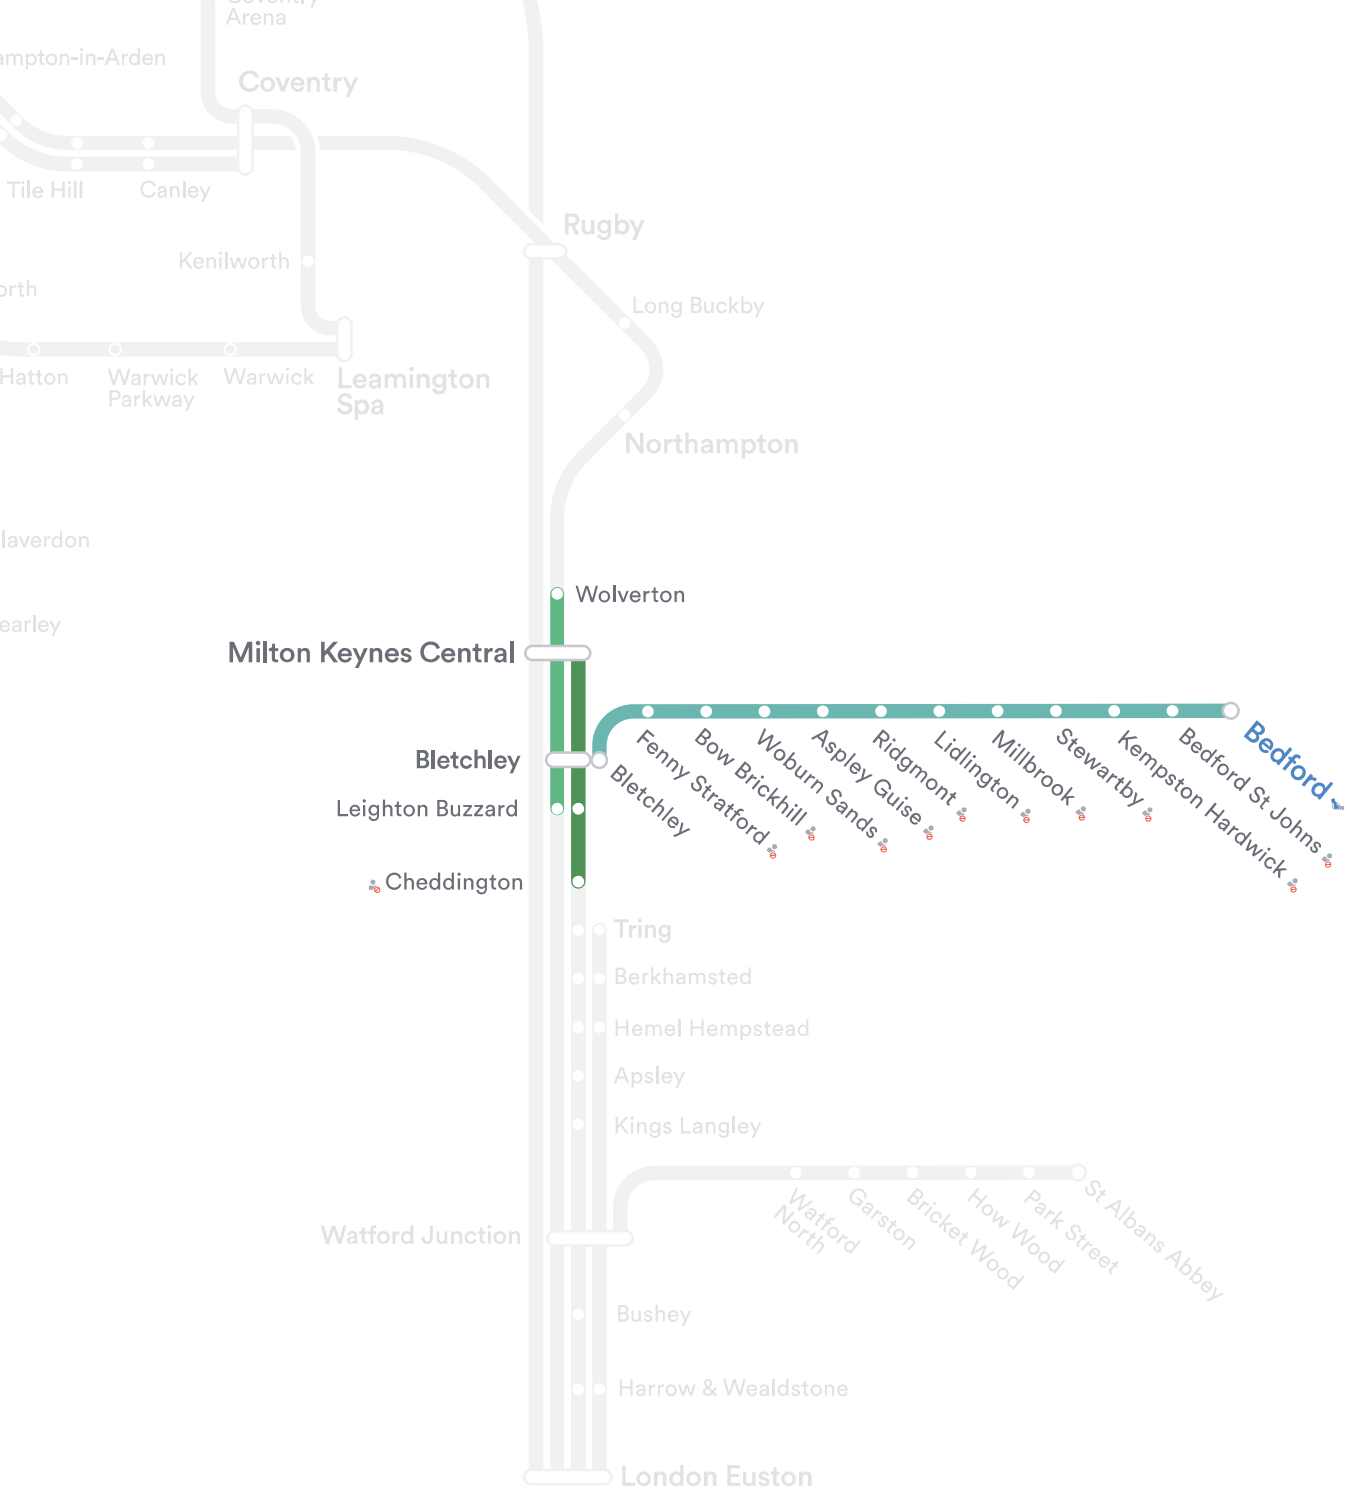 Arena
ampton-in-Arden
Coventry
Tile Hill
Canley
Rugby
Kenilworth
orth
Long Buckby
Hatton
Warwick
Parkway
Warwick
Leamington
Spa
Northampton
laverdon
Wolverton
earley
Milton Keynes Central
Bletchley
Leighton Buzzard
Cheddington
Bletchley
Fenny Stratford
Bow Brickhill
Woburn Sands
Aspley Guise
Ridgmont
Lidlington
Millbrook
Stewartby
Kempston Hardwick
Bedford St Johns
Bedford
Tring
Berkhamsted
Hemel Hempstead
Apsley
Kings Langley
Watford Junction
Watford
North
Garston
Bricket Wood
How Wood
Park Street
St Albans Abbey
Bushey
Harrow & Wealdstone
London Euston